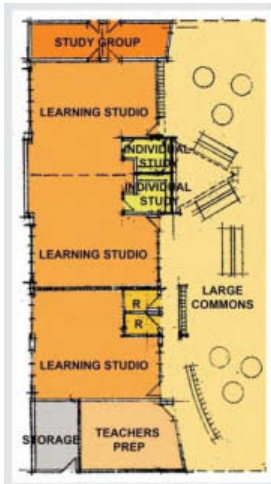 STUDY GROUP
LEARNING STUDIO
INDIVIDUAL
STUDY
INDIVIDUAL
STUDY
LEARNING STUDIO
LARGE
COMMONS
R
R
LEARNING STUDIO
STORAGE
TEACHERS
PREP